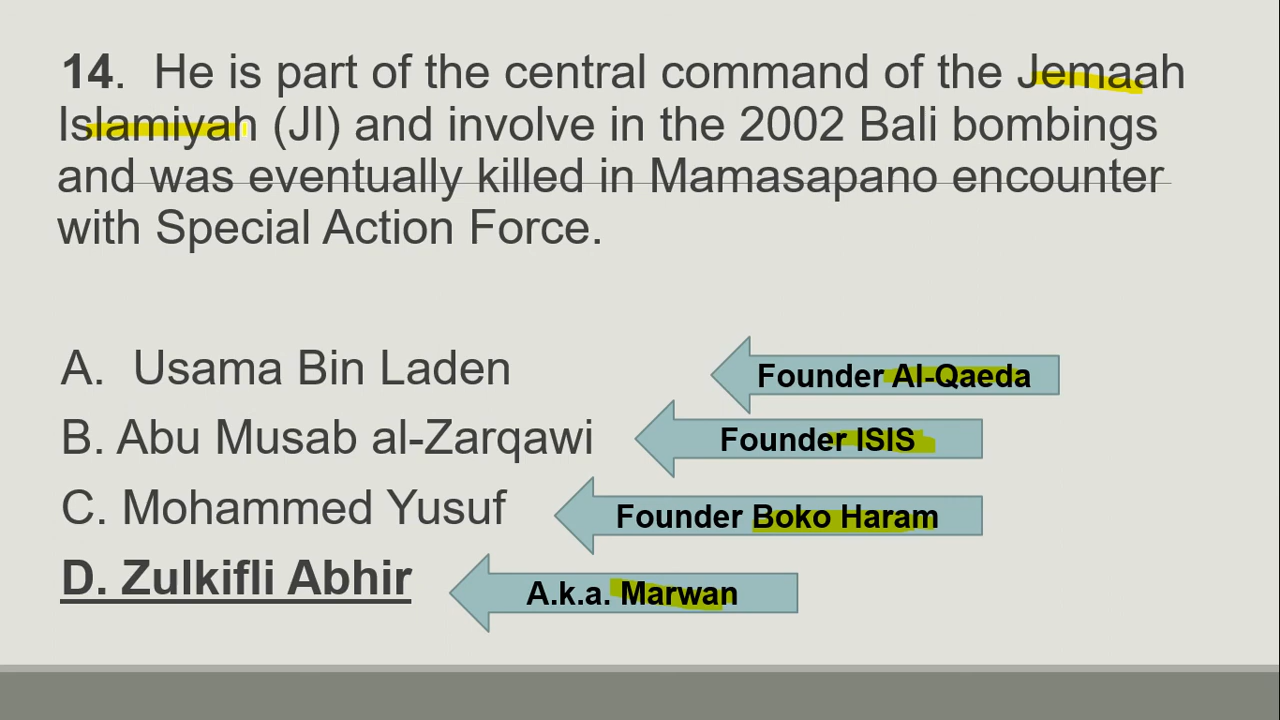 14. He is part of the central command of the Jemaah
Islamiyah (JI) and involve in the 2002 Bali bombings
and was eventually killed in Mamasapano encounter
with Special Action Force.
A. Usama Bin Laden
Founder Al-Qaeda
B. Abu Musab al-Zarqawi
Founder ISIS
C. Mohammed Yusuf
Founder Boko Haram
D. Zulkifli Abhir
A.k.a. Marwan